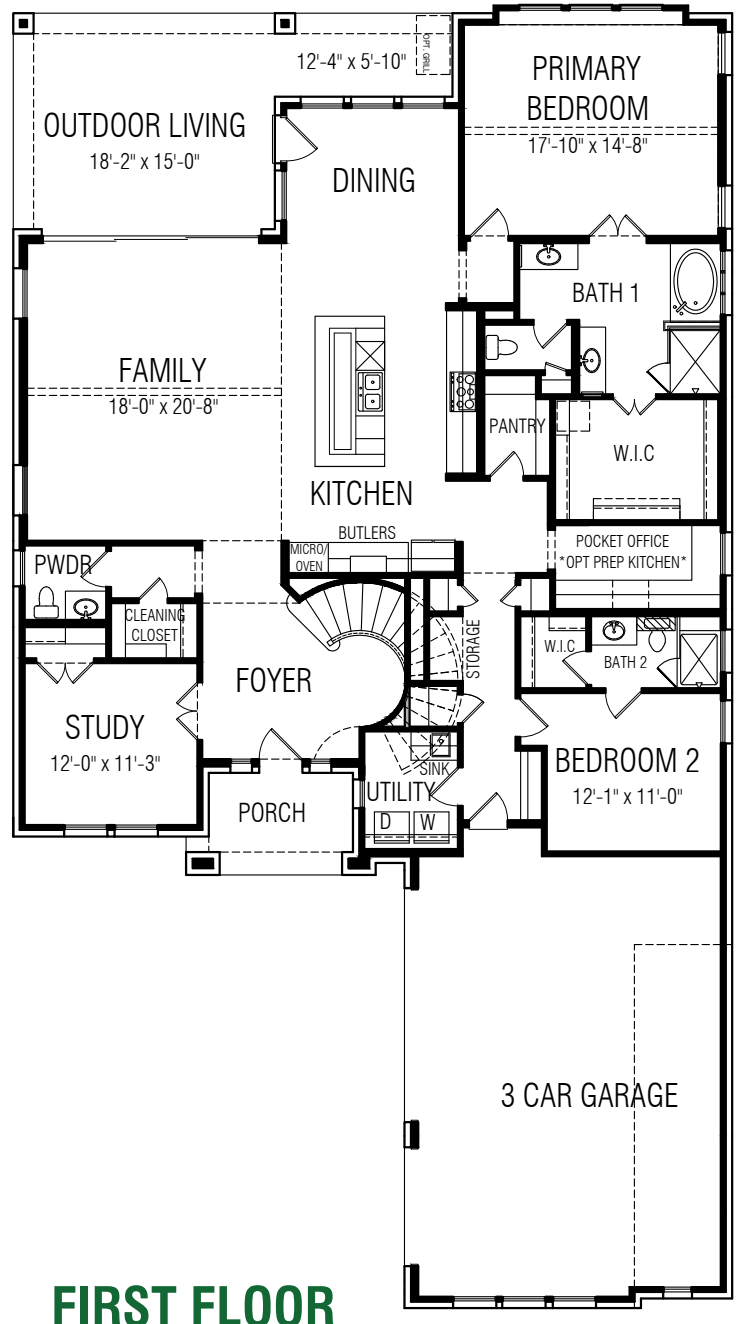 12'-4" x 5'-10"
OPT. GRILL
OUTDOOR LIVING
18'-2" x 15'-0"
PRIMARY
BEDROOM
17'-10" x 14'-8"
DINING
BATH 1
FAMILY
18'-0" x 20'-8"
PANTRY
W.I.C
KITCHEN
BUTLERS
MICRO/
OVEN
POCKET OFFICE
*OPT PREP KITCHEN*
PWDR
CLEANING
CLOSET
STORAGE
W.I.C
BATH 2
FOYER
STUDY
12'-0" x 11'-3"
SINK
UTILITY
D
W
BEDROOM 2
12'-1" x 11'-0"
PORCH
3 CAR GARAGE
FIRST FLOOR